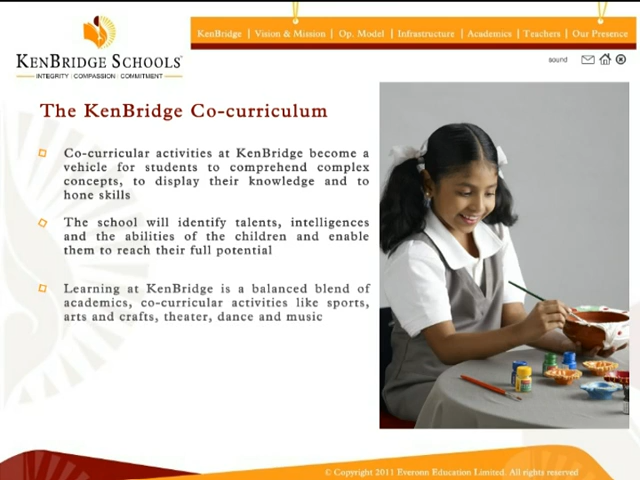 KENBRIDGE SCHOOLS
INTEGRITY | COMPASSION | COMMITMENT
KenBridge | Vision & Mission | Op. Model | Infrastructure | Academics | Teachers | Our Presence
sound
The KenBridge Co-curriculum
Co-curricular activities at KenBridge become a
vehicle for students to comprehend complex
concepts, to display their knowledge and to
hone skills
The school will identify talents, intelligences
and the abilities of the children and enable
them to reach their full potential
Learning at KenBridge is a balanced blend of
academics, co-curricular activities like sports,
arts and crafts, theater, dance and music
© Copyright 2011 Everonn Education Limited. All rights reserved